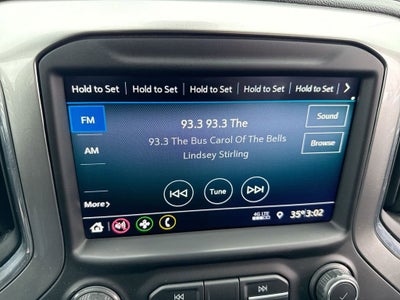 Hold to Set Hold to Set Hold to Set Hold to Set Hold to Set
FM
93.3 93.3 The
Sound
93.3 The Bus Carol Of The Bells
AM
Browse
Lindsey Stirling
Tune
More
4G LTE
35° 3:02